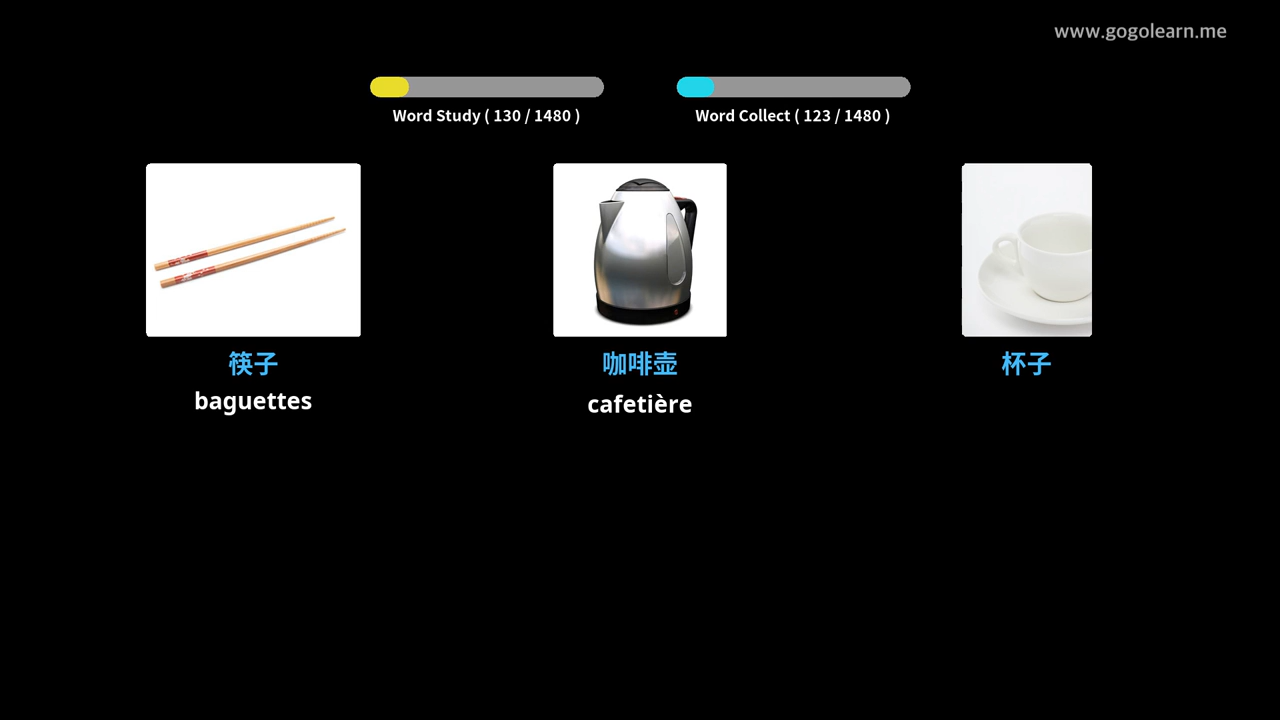 www.gogolearn.me
Word Study ( 130 / 1480 )
Word Collect ( 123 / 1480 )
筷子
咖啡壶
杯子
baguettes
cafetière